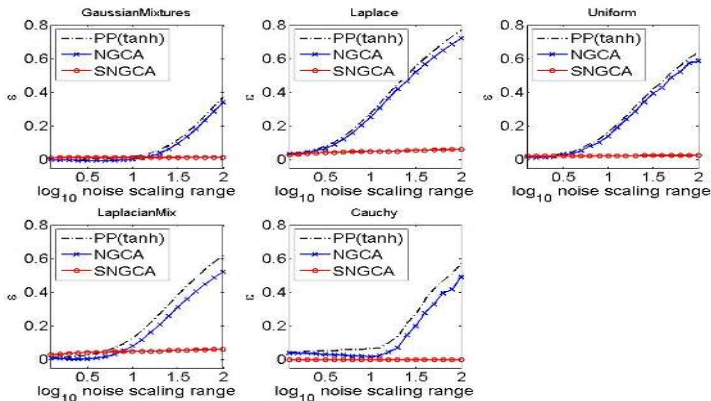 GaussianMixtures
0.8
0.6
0.4
0.2
0
ε
PP(tanh)
NGCA
SNGCA
0.5 1 1.5 2
log10 noise scaling range
Laplace
0.8
0.6
0.4
0.2
0
ε
PP(tanh)
NGCA
SNGCA
0.5 1 1.5 2
log10 noise scaling range
Uniform
0.8
0.6
0.4
0.2
0
ε
PP(tanh)
NGCA
SNGCA
0.5 1 1.5 2
log10 noise scaling range
LaplacianMix
0.8
0.6
0.4
0.2
0
ε
PP(tanh)
NGCA
SNGCA
0.5 1 1.5 2
log10 noise scaling range
Cauchy
0.8
0.6
0.4
0.2
0
ε
PP(tanh)
NGCA
SNGCA
0.5 1 1.5 2
log10 noise scaling range